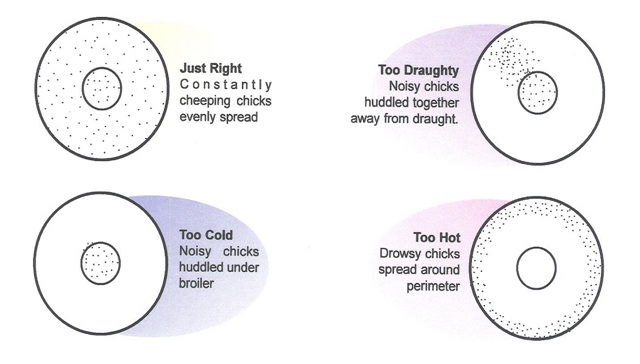 Just Right
Constantly
cheeping chicks
evenly spread
Too Draughty
Noisy chicks
huddled together
away from draught.
Too Cold
Noisy chicks
huddled under
broiler
Too Hot
Drowsy chicks
spread around
perimeter